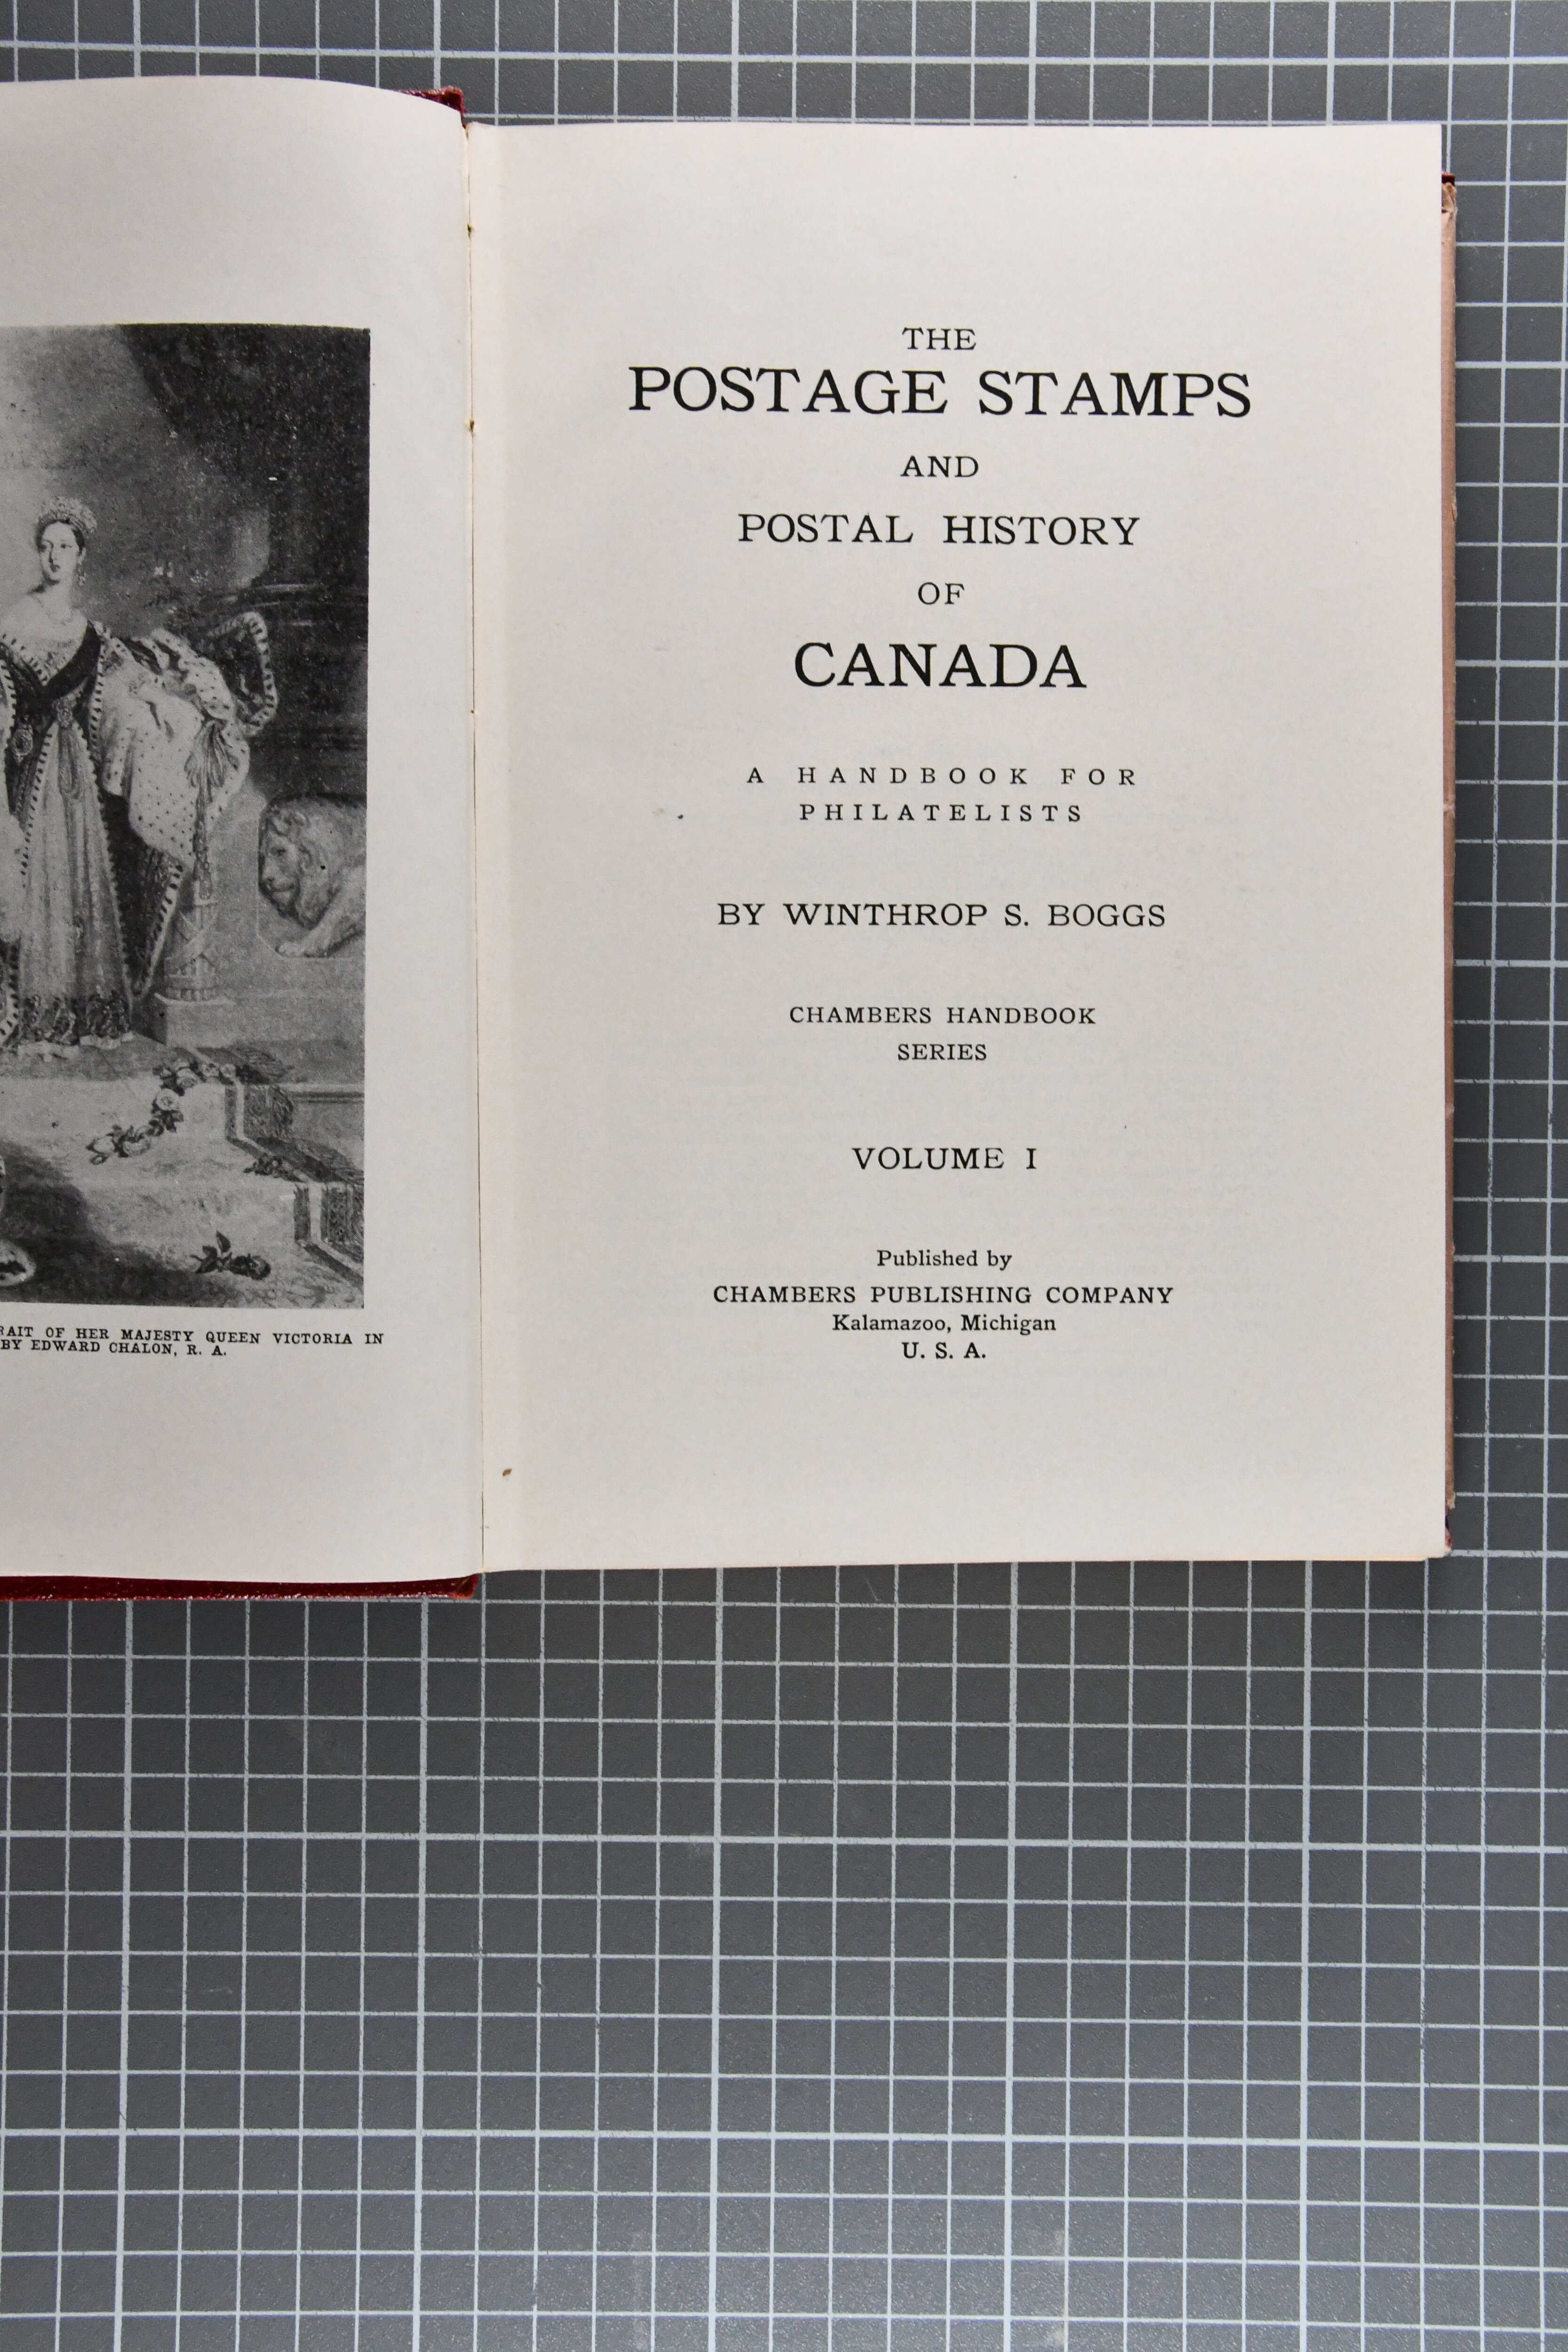 OF HER MAJESTY QUEEN VICTORIA IN
BY EDWARD CHALON, R. A.
THE
POSTAGE STAMPS
AND
POSTAL HISTORY
OF
CANADA
A HANDBOOK FOR
PHILATELISTS
BY WINTHROP S. BOGGS
CHAMBERS HANDBOOK
SERIES
VOLUME I
Published by
CHAMBERS PUBLISHING COMPANY
Kalamazoo, Michigan
U. S. A.